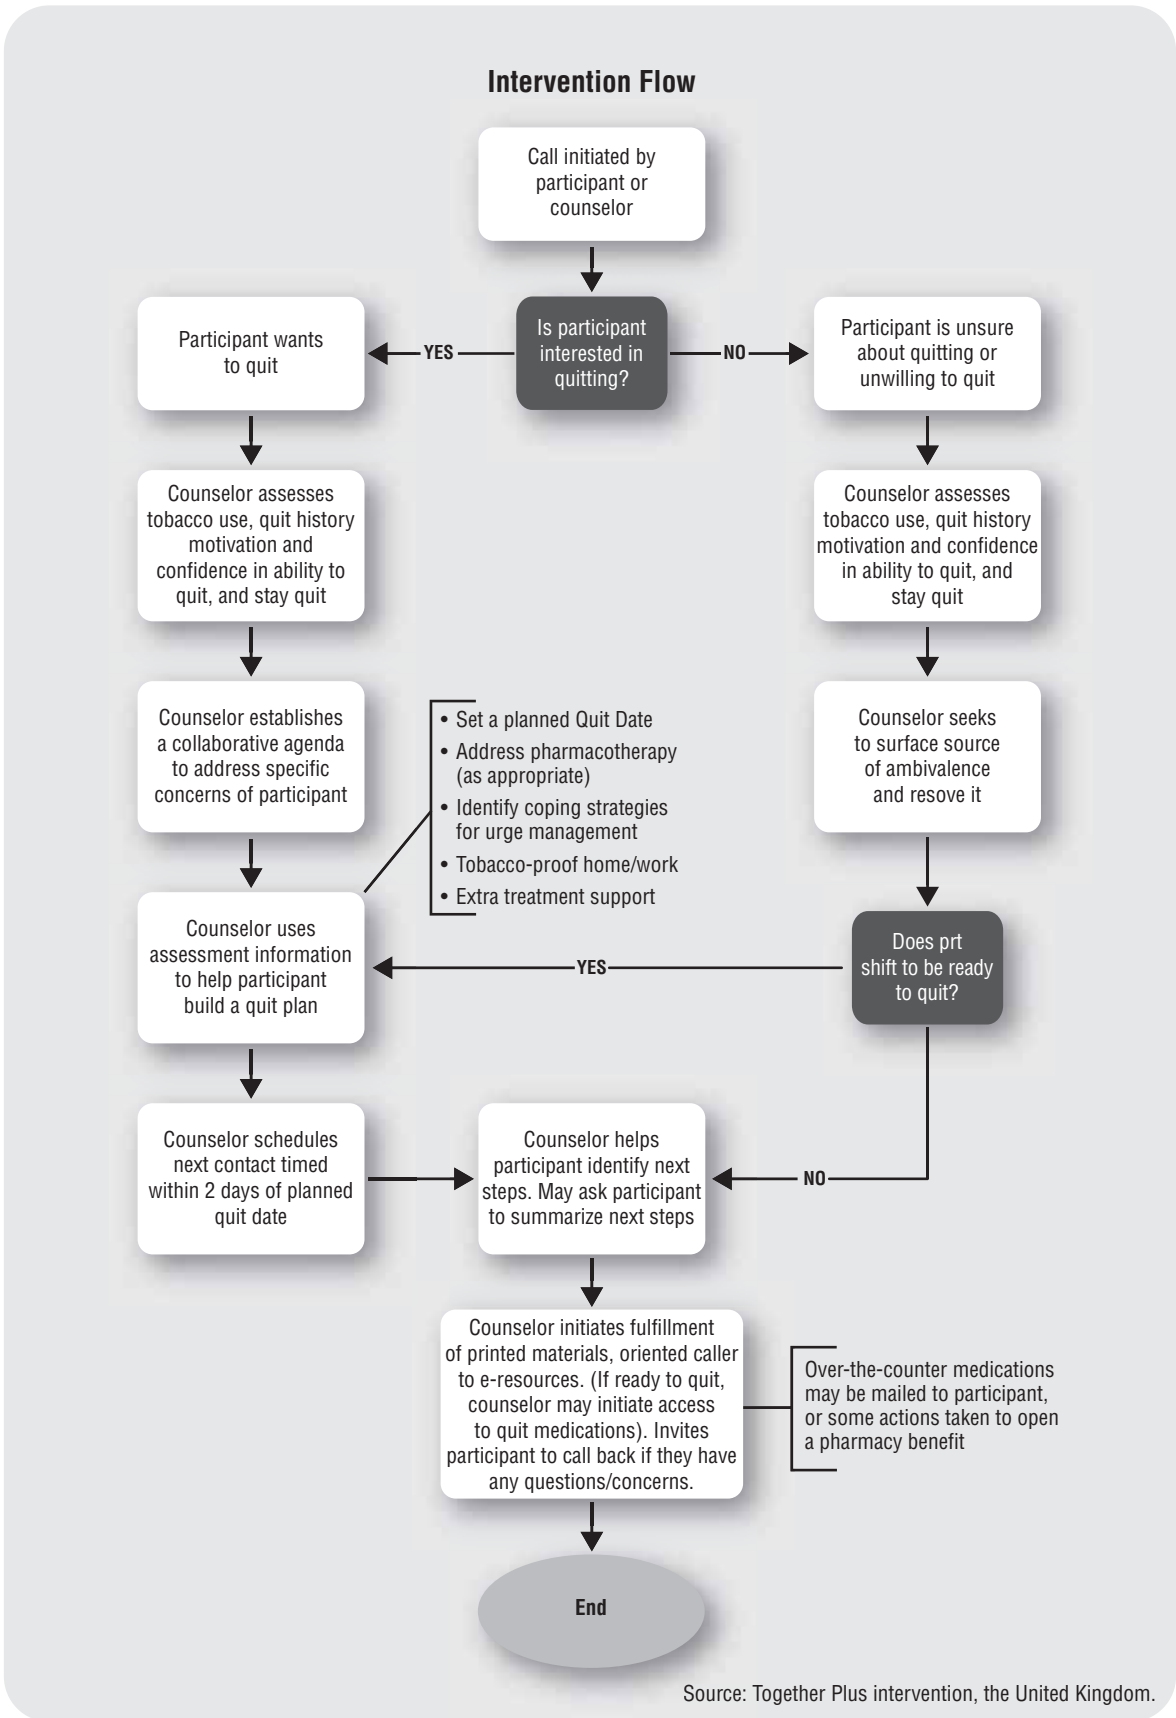 Intervention Flow
Call initiated by
participant or
counselor
Is participant
interested in
quitting?
YES
NO
Participant wants
to quit
Participant is unsure
about quitting or
unwilling to quit
Counselor assesses
tobacco use, quit history
motivation and
confidence in ability to
quit, and stay quit
Counselor assesses
tobacco use, quit history
motivation and confidence
in ability to quit, and
stay quit
Counselor establishes
a collaborative agenda
to address specific
concerns of participant
• Set a planned Quit Date
• Address pharmacotherapy
(as appropriate)
• Identify coping strategies
for urge management
• Tobacco-proof home/work
• Extra treatment support
Counselor seeks
to surface source
of ambivalence
and resove it
Counselor uses
assessment information
to help participant
build a quit plan
YES
Does prt
shift to be ready
to quit?
Counselor schedules
next contact timed
within 2 days of planned
quit date
Counselor helps
participant identify next
steps. May ask participant
to summarize next steps
NO
Counselor initiates fulfillment
of printed materials, oriented caller
to e-resources. (If ready to quit,
counselor may initiate access
to quit medications). Invites
participant to call back if they have
any questions/concerns.
Over-the-counter medications
may be mailed to participant,
or some actions taken to open
a pharmacy benefit
End
Source: Together Plus intervention, the United Kingdom.